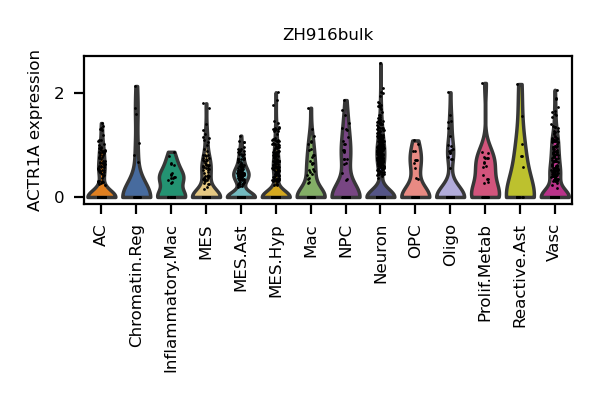 ZH916bulk
ACTR1A expression
2
0
AC
Chromatin.Reg
Inflammatory.Mac
MES
MES.Ast
MES.Hyp
Mac
NPC
Neuron
OPC
Oligo
Prolif.Metab
Reactive.Ast
Vasc